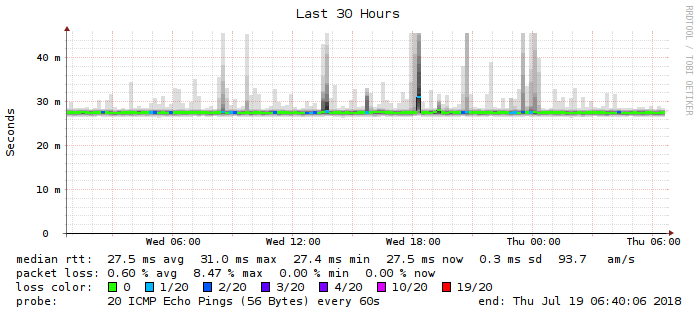 Last 30 Hours
RRDTOOL / TOBI OETIKER
Seconds
40 m
30 m
20 m
10 m
0
Wed 06:00 Wed 12:00 Wed 18:00 Thu 00:00 Thu 06:00
median rtt: 27.5 ms avg 31.0 ms max 27.4 ms min 27.5 ms now 0.3 ms sd 93.7 am/s
packet loss: 0.60 % avg 8.47 % max 0.00 % min 0.00 % now
loss color: 0 1/20 2/20 3/20 4/20 10/20 19/20
probe: 20 ICMP Echo Pings (56 Bytes) every 60s end: Thu Jul 19 06:40:06 2018